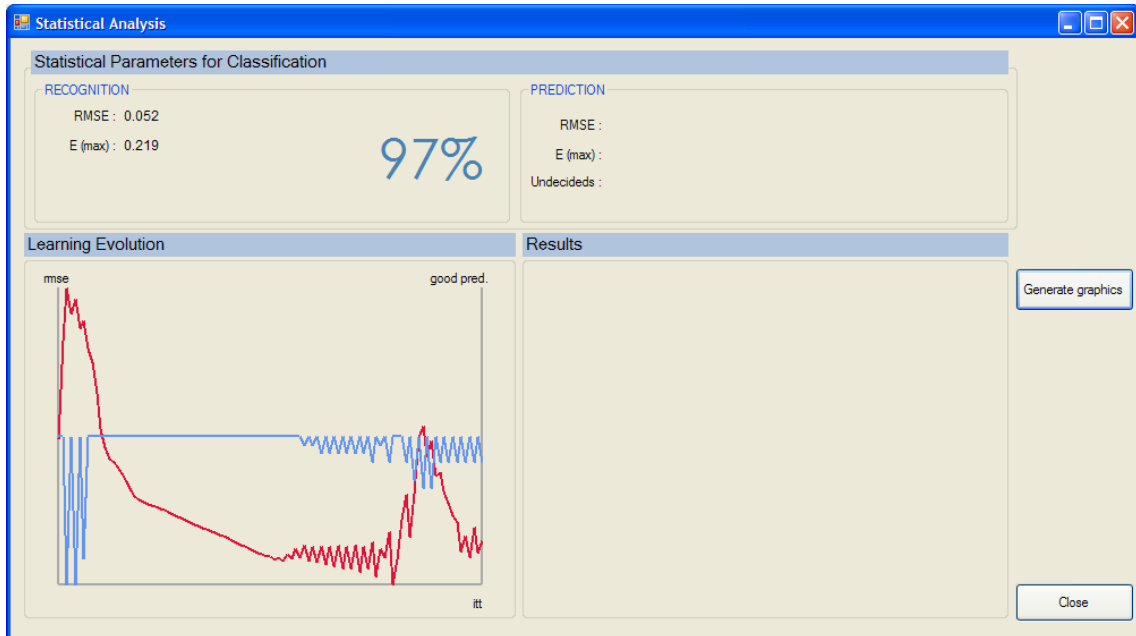 Statistical Analysis
Statistical Parameters for Classification
RECOGNITION
RMSE : 0.052
E (max) : 0.219
97%
PREDICTION
RMSE :
E (max) :
Undecideds :
Learning Evolution
rmse
good pred.
itt
Results
Generate graphics
Close